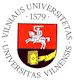 VILNIAUS UNIVERSITETAS
· 1579 ·
UNIVERSITAS VILNENSIS